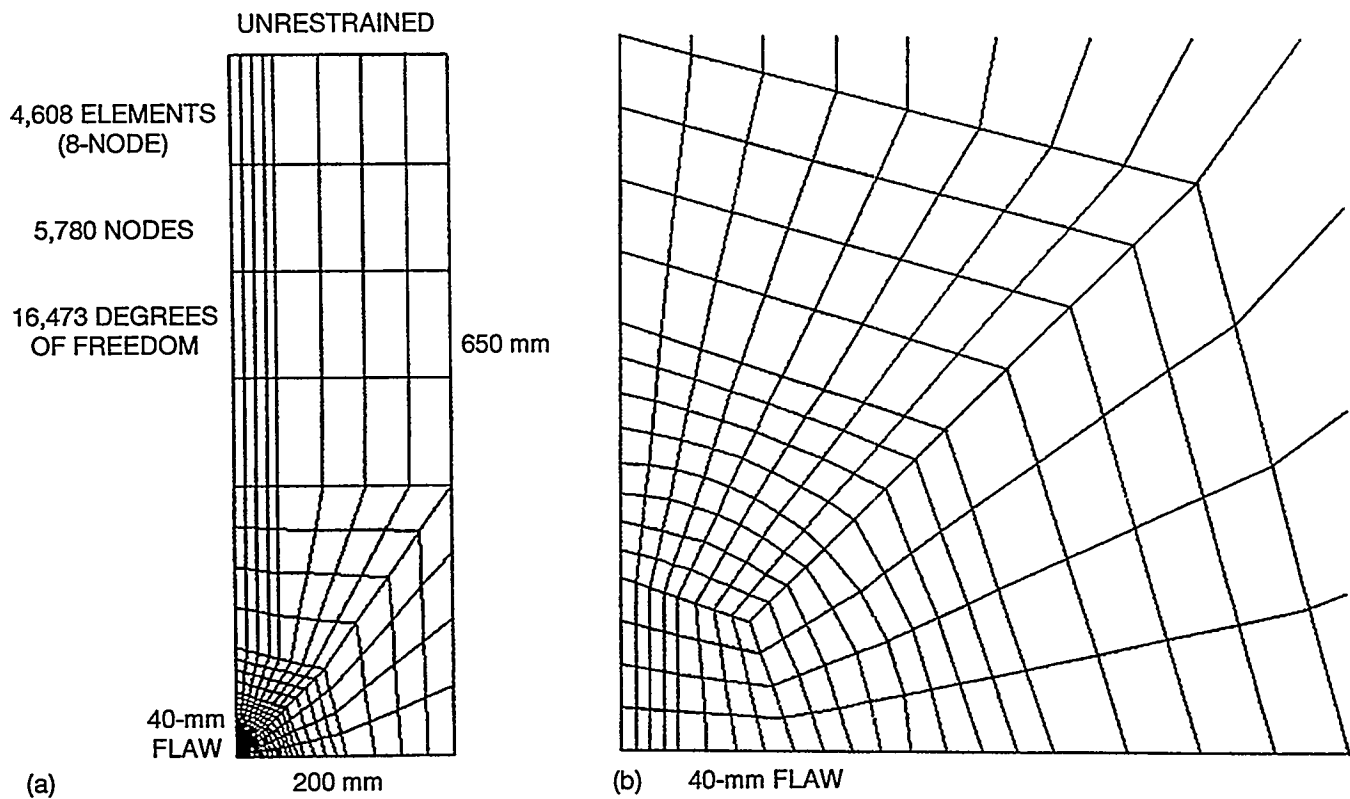 UNRESTRAINED
4,608 ELEMENTS
(8-NODE)
5,780 NODES
16,473 DEGREES
OF FREEDOM
650 mm
40-mm
FLAW
200 mm
(a)
(b)
40-mm FLAW